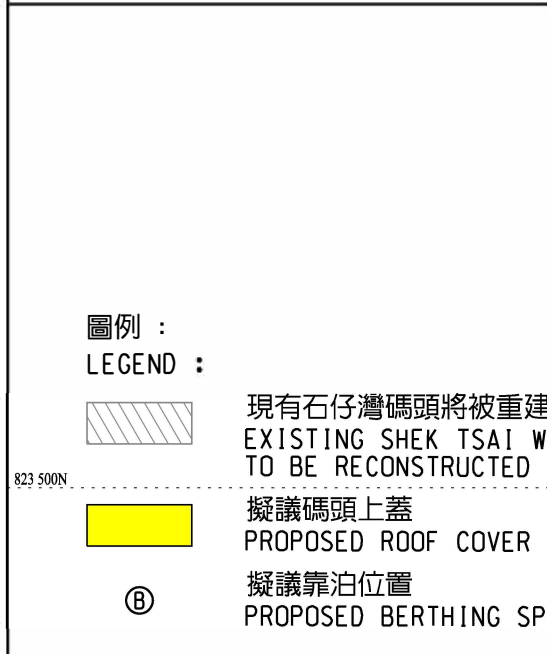 圖例 :
LEGEND :
現有石仔灣碼頭將被重建
EXISTING SHEK TSAI W
TO BE RECONSTRUCTED
823 500N
擬議碼頭上蓋
PROPOSED ROOF COVER
擬議靠泊位置
Ⓑ
PROPOSED BERTHING SP